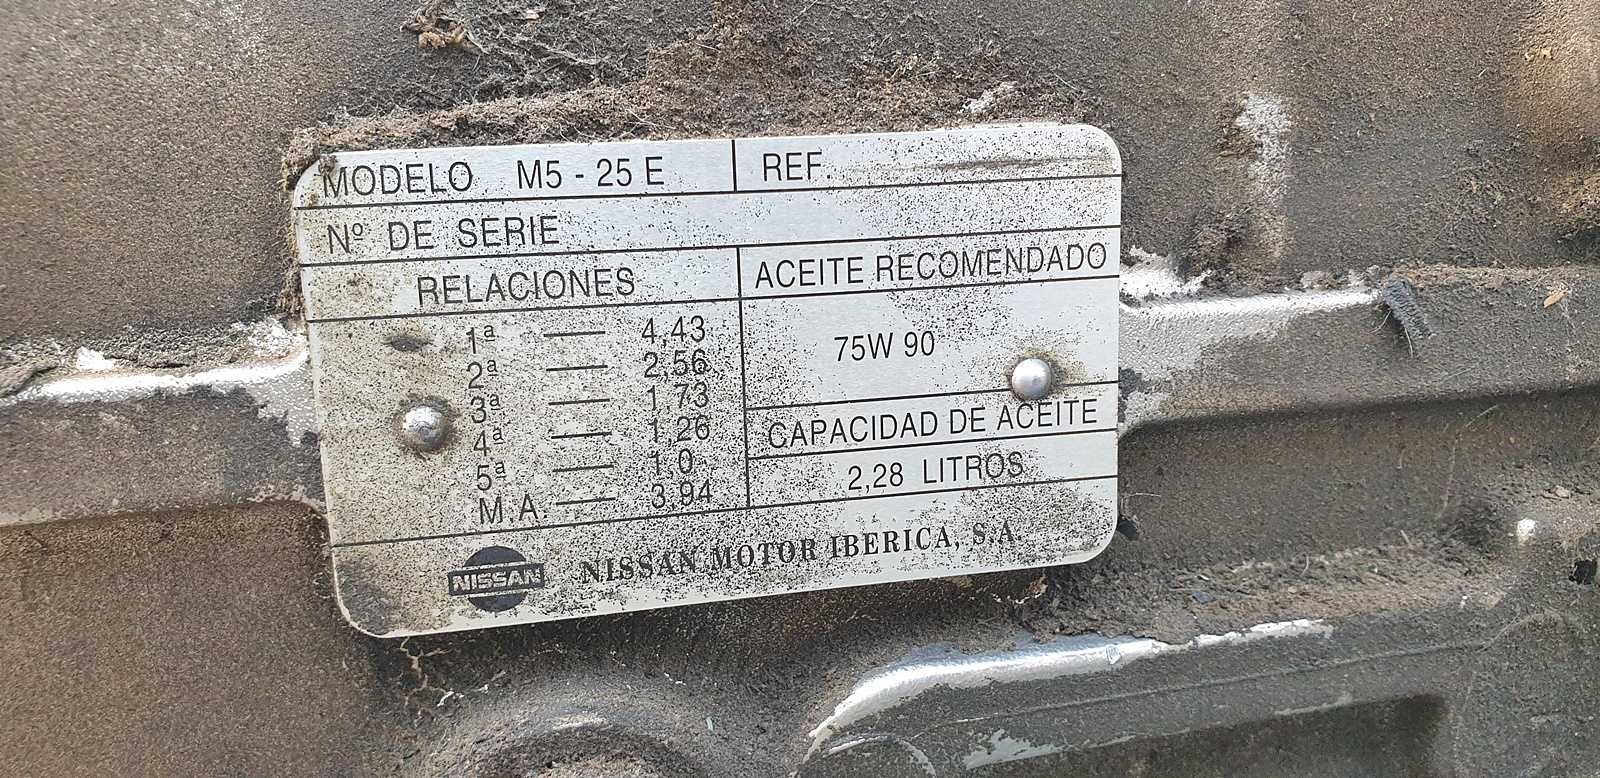 MODELO M5 - 25 E
REF.
Nº DE SERIE
RELACIONES
1ª — 4,43
2ª — 2,56
3ª — 1,73
4ª — 1,26
5ª — 1,0
M.A. — 3,94
ACEITE RECOMENDADO
75W 90
CAPACIDAD DE ACEITE
2,28 LITROS
NISSAN
NISSAN MOTOR IBERICA, S.A.